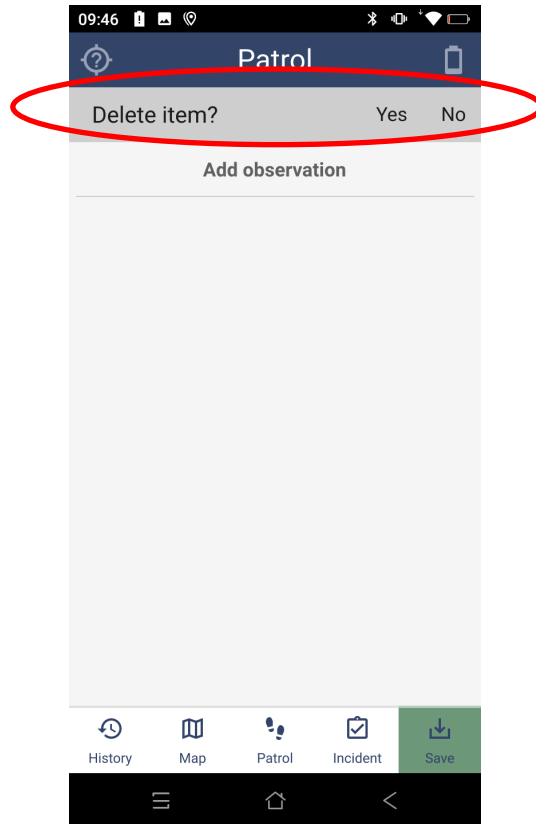 09:46
Patrol
Delete item? Yes No
Add observation
History Map Patrol Incident Save